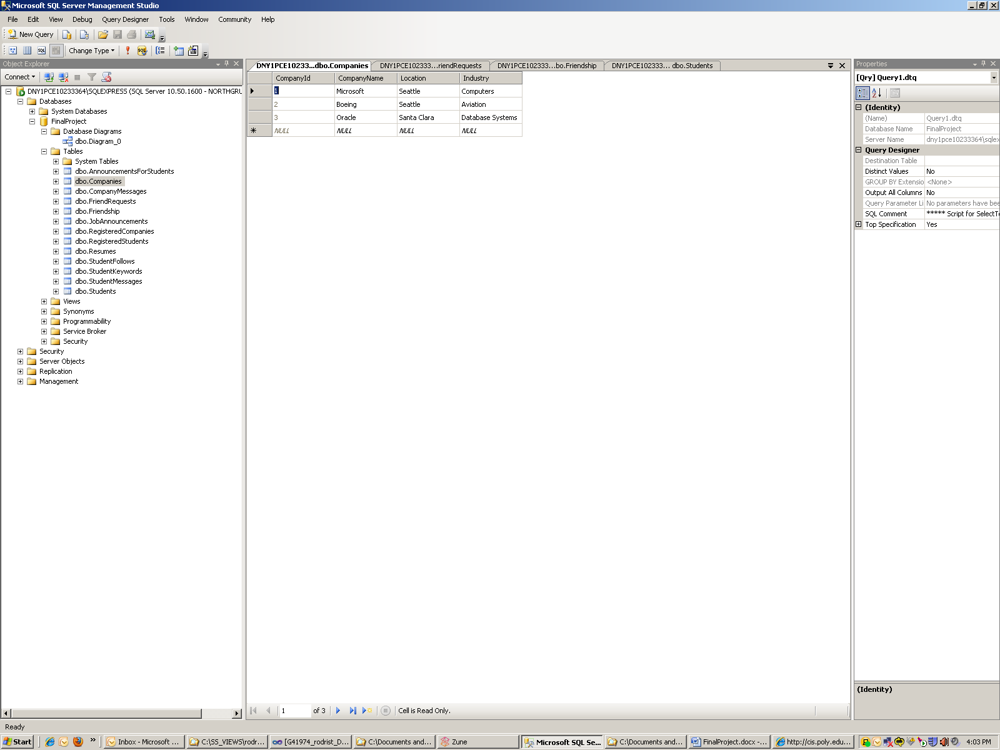 Microsoft SQL Server Management Studio
File Edit View Debug Query Designer Tools Window Community Help
New Query
Change Type
Object Explorer
Connect
DNY1PCE10233364\SQLEXPRESS (SQL Server 10.50.1600 - NORTHGRU
Databases
System Databases
FinalProject
Database Diagrams
dbo.Diagram_0
Tables
System Tables
dbo.AnnouncementsForStudents
dbo.Companies
dbo.CompanyMessages
dbo.FriendRequests
dbo.Friendship
dbo.JobAnnouncements
dbo.RegisteredCompanies
dbo.RegisteredStudents
dbo.Resumes
dbo.StudentFollows
dbo.StudentKeywords
dbo.StudentMessages
dbo.Students
Views
Synonyms
Programmability
Service Broker
Security
Security
Server Objects
Replication
Management
DNY1PCE10233...dbo.Companies DNY1PCE102333...riendRequests DNY1PCE102333...bo.Friendship DNY1PCE102333... dbo.Students
CompanyId CompanyName Location Industry
1 Microsoft Seattle Computers
2 Boeing Seattle Aviation
3 Oracle Santa Clara Database Systems
NULL NULL NULL NULL
1 of 3 Cell is Read Only.
Properties
[Qry] Query1.dtq
(Identity)
(Name) Query1.dtq
Database Name FinalProject
Server Name dny1pce10233364\sqlex
Query Designer
Destination Table
Distinct Values No
GROUP BY Extensio <None>
Output All Columns No
Query Parameter Li No parameters have bee
SQL Comment ***** Script for SelectTo
Top Specification Yes
(Identity)
Ready
Start Inbox - Microsoft ... C:\SS_VIEWS\rodr... [G41974_rodrist_D... C:\Documents and... Zune Microsoft SQL Se... C:\Documents and... FinalProject.docx -... http://cis.poly.edu... 4:03 PM